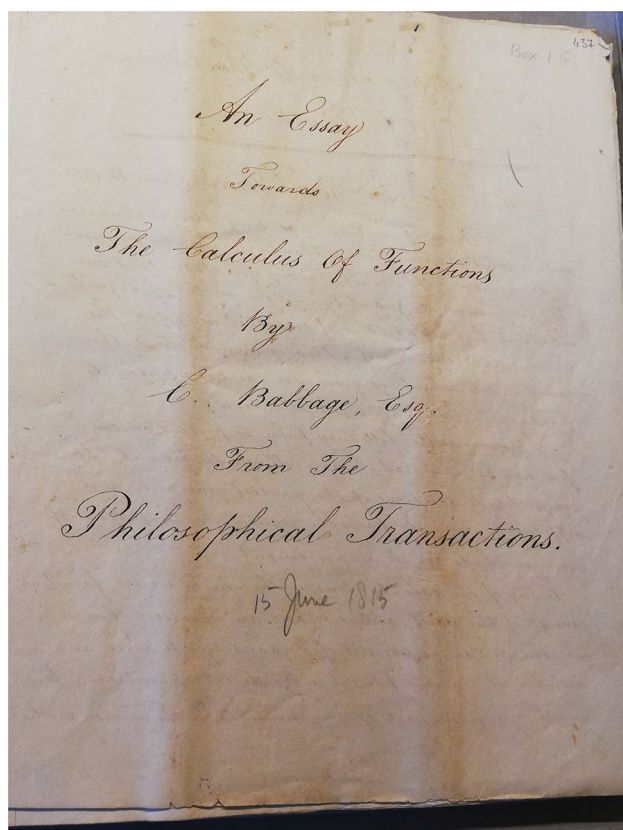 437
Box 1 G
An Essay
Towards
The Calculus Of Functions
By
C. Babbage, Esq.
From The
Philosophical Transactions.
15 June 1815